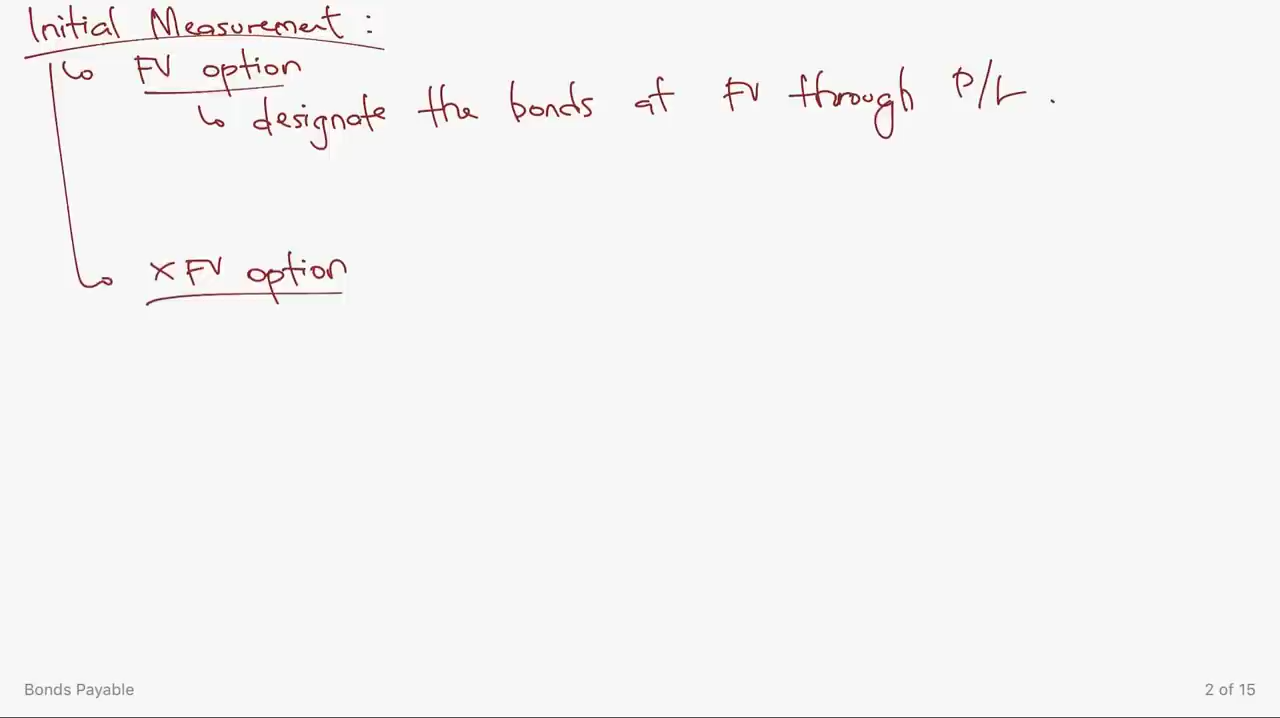 Initial Measurement :
↳ FV option
↳ designate the bonds at FV through P/L .
↳ X FV option
Bonds Payable
2 of 15